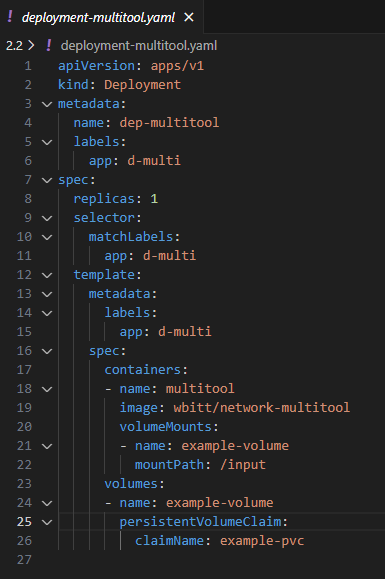 ! deployment-multitool.yaml ×
2.2 > ! deployment-multitool.yaml
1 apiVersion: apps/v1
2 kind: Deployment
3 metadata:
4   name: dep-multitool
5   labels:
6     app: d-multi
7 spec:
8   replicas: 1
9   selector:
10     matchLabels:
11       app: d-multi
12   template:
13     metadata:
14       labels:
15         app: d-multi
16     spec:
17       containers:
18       - name: multitool
19         image: wbitt/network-multitool
20         volumeMounts:
21         - name: example-volume
22           mountPath: /input
23       volumes:
24       - name: example-volume
25         persistentVolumeClaim:
26           claimName: example-pvc
27